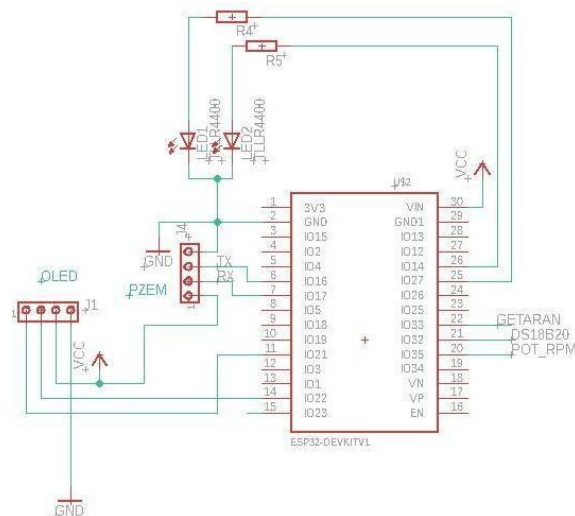 R4
R5
LED1
JLLR4400
LED2
JLLR4400
VCC
U$2
1 3V3 VIN 30
2 GND GND1 29
3 IO15 IO13 28
4 IO2 IO12 27
5 IO4 IO14 26
6 IO16 IO27 25
7 IO17 IO26 24
8 IO5 IO25 23
9 IO18 IO33 22 GETARAN
10 IO19 IO32 21 DS18B20
11 IO21 IO35 20 POT_RPM
12 IO3 IO34 19
13 IO1 VN 18
14 IO22 VP 17
15 IO23 EN 16
ESP32-DEVKITV1
GND
J4
TX
RX
PZEM
1
OLED
1
J1
VCC
GND